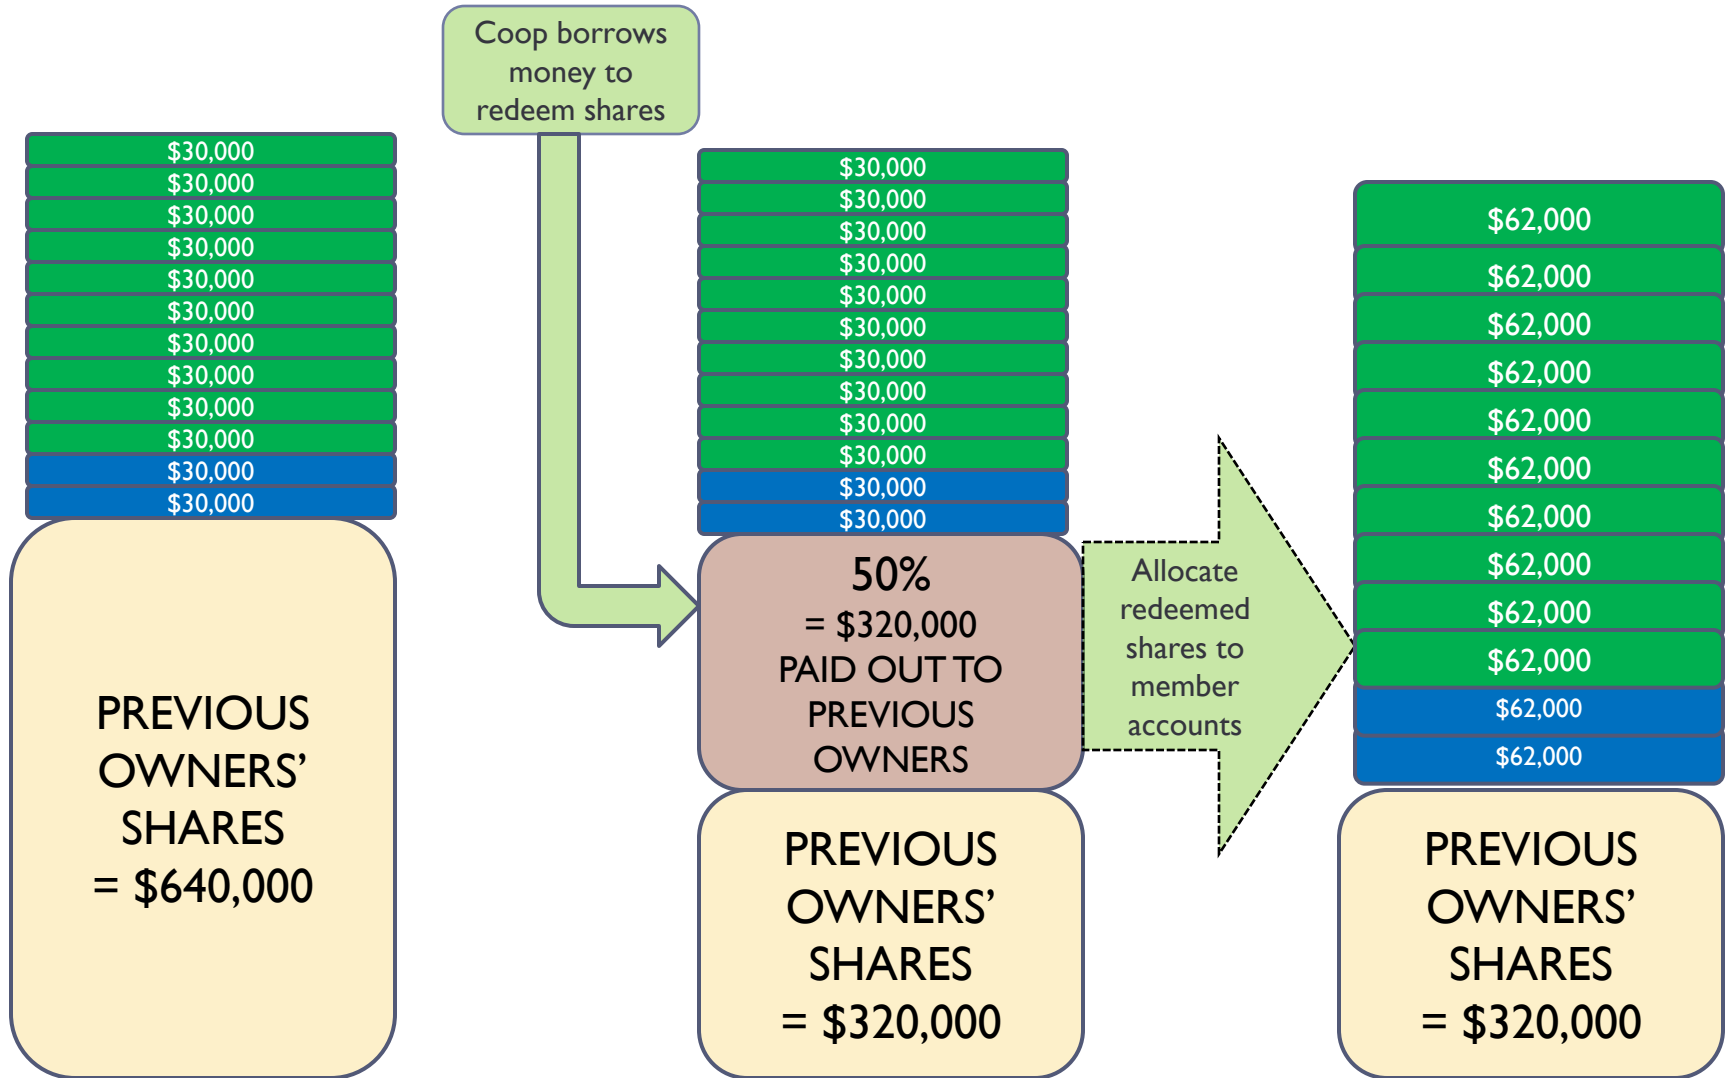 Coop borrows
money to
redeem shares
$30,000
$30,000
$30,000
$30,000
$30,000
$30,000
$30,000
$30,000
$30,000
$30,000
$30,000
$30,000
PREVIOUS
OWNERS’
SHARES
= $640,000
$30,000
$30,000
$30,000
$30,000
$30,000
$30,000
$30,000
$30,000
$30,000
$30,000
$30,000
$30,000
50%
= $320,000
PAID OUT TO
PREVIOUS
OWNERS
PREVIOUS
OWNERS’
SHARES
= $320,000
Allocate
redeemed
shares to
member
accounts
$62,000
$62,000
$62,000
$62,000
$62,000
$62,000
$62,000
$62,000
$62,000
$62,000
$62,000
$62,000
PREVIOUS
OWNERS’
SHARES
= $320,000